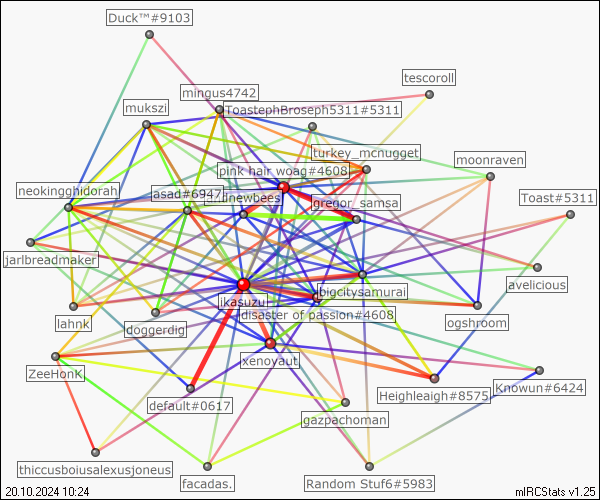 Duck™#9103
tescoroll
mingus4742
mukszi
ToastephBroseph5311#5311
turkey_mcnugget
moonraven
pink hair woag#4608
neokingghidorah
asad#6947
newbees
gregor_samsa
Toast#5311
jarlbreadmaker
avelicious
bigcitysamurai
ikasuzu
lahnk
doggerdig
disaster of passion#4608
ogshroom
xenovaut
ZeeHonK
Knowun#6424
Heighleaigh#8575
default#0617
gazpachoman
thiccusboiusalexusjoneus
facadas.
Random Stuf6#5983
20.10.2024 10:24
mIRCStats v1.25